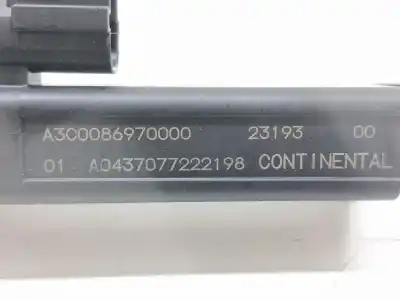 A3C0086970000 23193 00
01 A0437077222198 CONTINENTAL